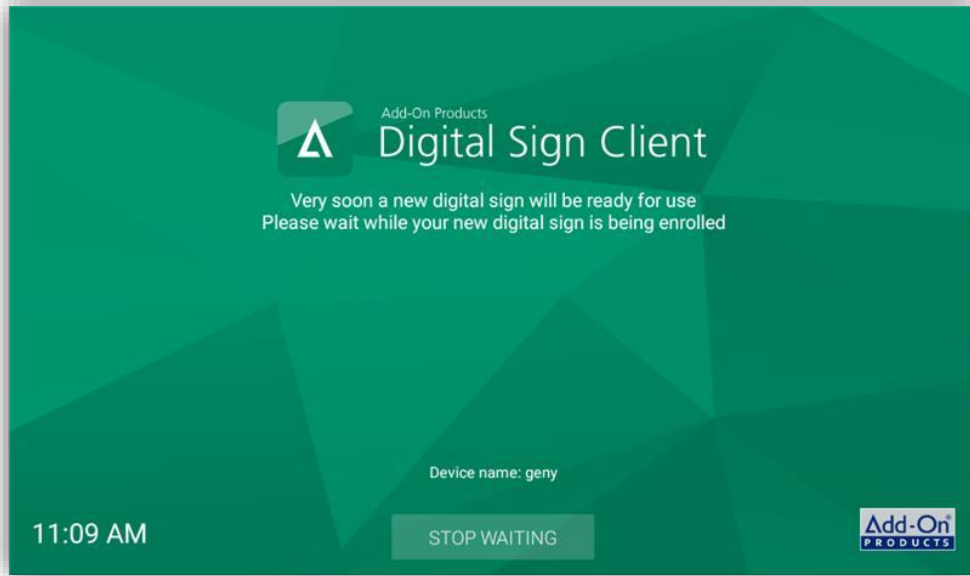 Add-On Products
Digital Sign Client
Very soon a new digital sign will be ready for use
Please wait while your new digital sign is being enrolled
Device name: geny
11:09 AM
STOP WAITING
Add-On®
PRODUCTS